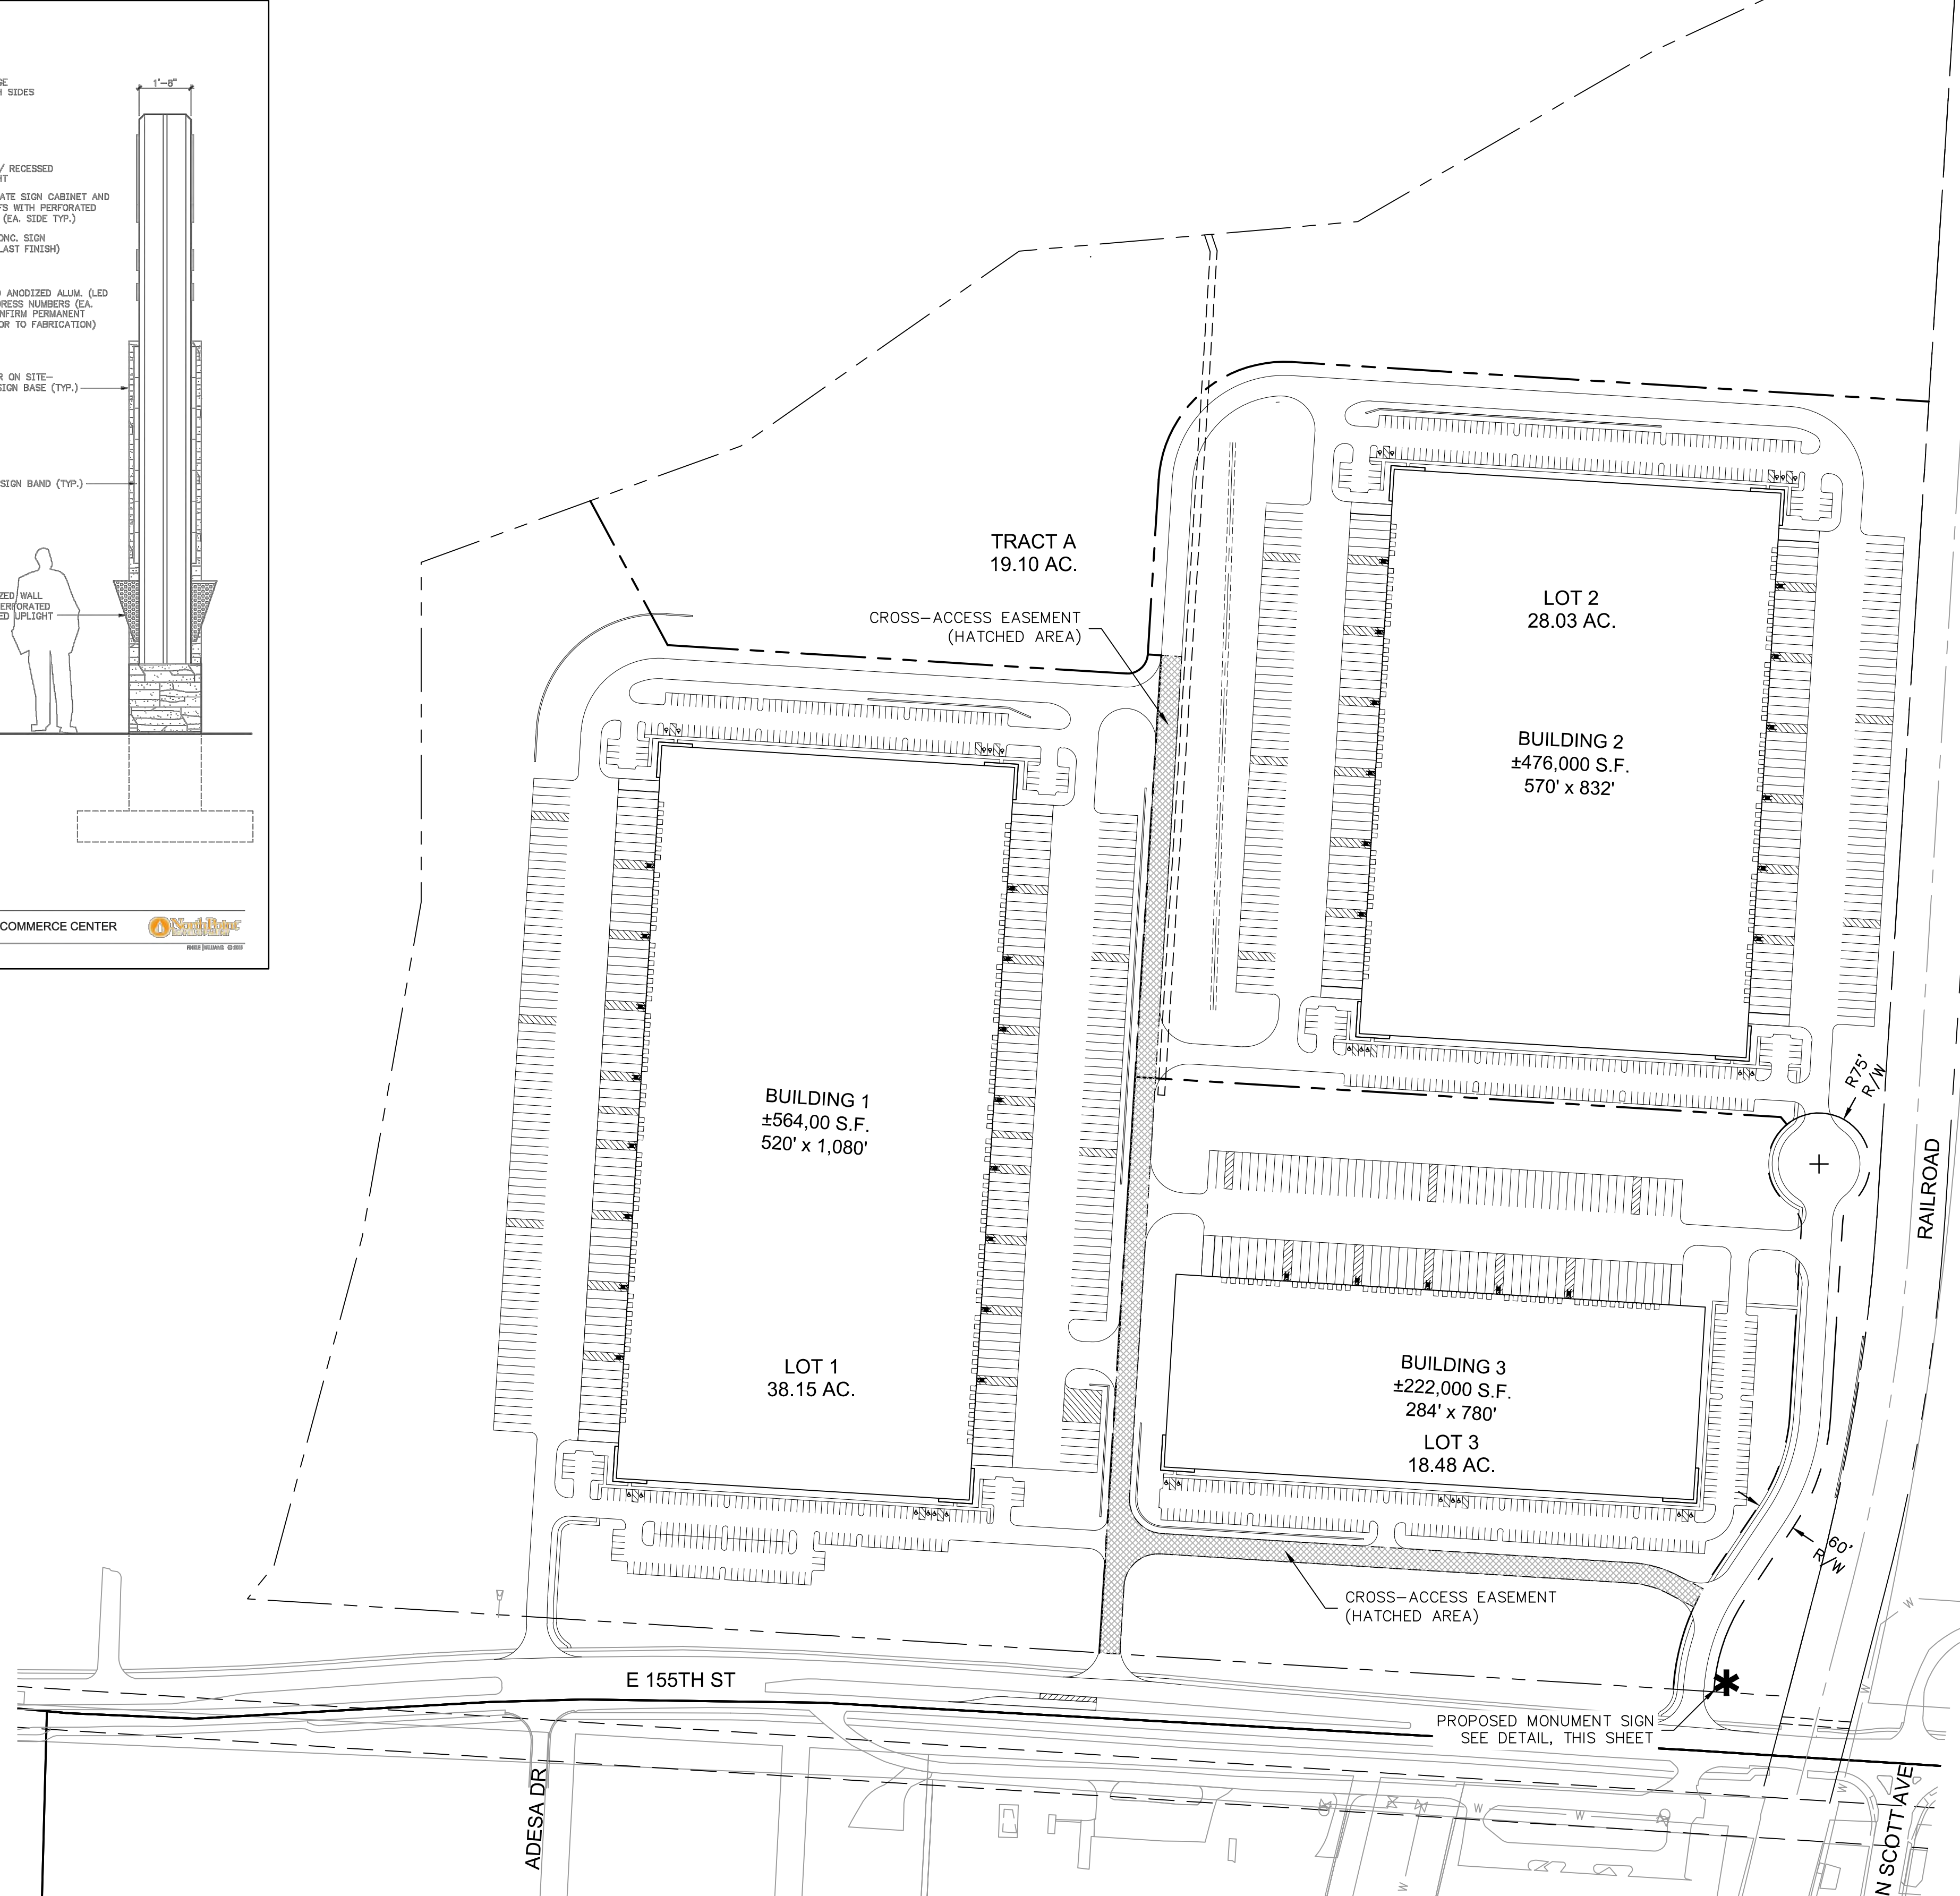 1'-8"
H SIDES
/ RECESSED
HT
ATE SIGN CABINET AND
FS WITH PERFORATED
(EA. SIDE TYP.)
ONC. SIGN
LAST FINISH)
ANODIZED ALUM. (LED
RESS NUMBERS (EA.
NFIRM PERMANENT
OR TO FABRICATION)
R ON SITE-
SIGN BASE (TYP.)
SIGN BAND (TYP.)
ZED WALL
PERFORATED
ED UPLIGHT
COMMERCE CENTER
NorthPoint
TRACT A
19.10 AC.
CROSS-ACCESS EASEMENT
(HATCHED AREA)
LOT 2
28.03 AC.
BUILDING 2
±476,000 S.F.
570' x 832'
R75'
R/W
RAILROAD
BUILDING 1
±564,00 S.F.
520' x 1,080'
LOT 1
38.15 AC.
BUILDING 3
±222,000 S.F.
284' x 780'
LOT 3
18.48 AC.
60'
R/W
CROSS-ACCESS EASEMENT
(HATCHED AREA)
E 155TH ST
PROPOSED MONUMENT SIGN
SEE DETAIL, THIS SHEET
ADESA DR
N SCOTT AVE
W
W
W
W
W
W
W
W